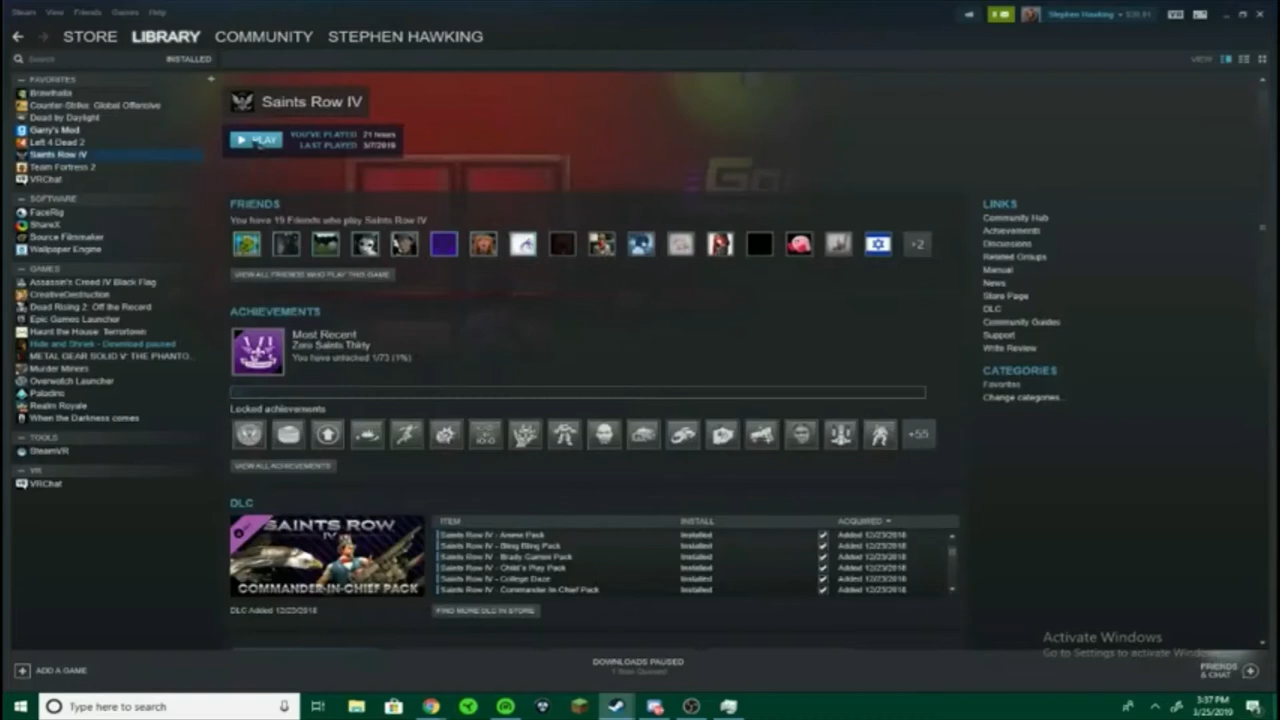 Steam View Friends Games Help
Stephen Hawking
STORE LIBRARY COMMUNITY STEPHEN HAWKING
Search INSTALLED
VIEW
FAVORITES
Brawlhalla
Counter-Strike: Global Offensive
Dead by Daylight
Garry's Mod
Left 4 Dead 2
Saints Row IV
Team Fortress 2
VRChat
SOFTWARE
FaceRig
ShareX
Source Filmmaker
Wallpaper Engine
GAMES
Assassin's Creed IV Black Flag
CreativeDestruction
Dead Rising 2: Off the Record
Epic Games Launcher
Haunt the House: Terrortown
Hide and Shriek - Download paused
METAL GEAR SOLID V: THE PHANTO...
Murder Miners
Overwatch Launcher
Paladins
Realm Royale
When the Darkness comes
TOOLS
SteamVR
VR
VRChat
Saints Row IV
PLAY
YOU'VE PLAYED 21 hours
LAST PLAYED 3/7/2019
FRIENDS
You have 19 Friends who play Saints Row IV
+2
VIEW ALL FRIENDS WHO PLAY THIS GAME
ACHIEVEMENTS
Most Recent
Zero Saints Thirty
You have unlocked 1/73 (1%)
Locked achievements
+55
VIEW ALL ACHIEVEMENTS
DLC
SAINTS ROW
IV
COMMANDER-IN-CHIEF PACK
DLC Added 12/23/2018
ITEM INSTALL ACQUIRED
Saints Row IV - Anime Pack Installed Added 12/23/2018
Saints Row IV - Bling Bling Pack Installed Added 12/23/2018
Saints Row IV - Brady Games Pack Installed Added 12/23/2018
Saints Row IV - Child's Play Pack Installed Added 12/23/2018
Saints Row IV - College Daze Installed Added 12/23/2018
Saints Row IV - Commander In-Chief Pack Installed Added 12/23/2018
FIND MORE DLC IN STORE
LINKS
Community Hub
Achievements
Discussions
Related Groups
Manual
News
Store Page
DLC
Community Guides
Support
Write Review
CATEGORIES
Favorites
Change categories...
Activate Windows
Go to Settings to activate Windows.
ADD A GAME
DOWNLOADS PAUSED
FRIENDS
& CHAT
Type here to search
3:37 PM
3/25/2019